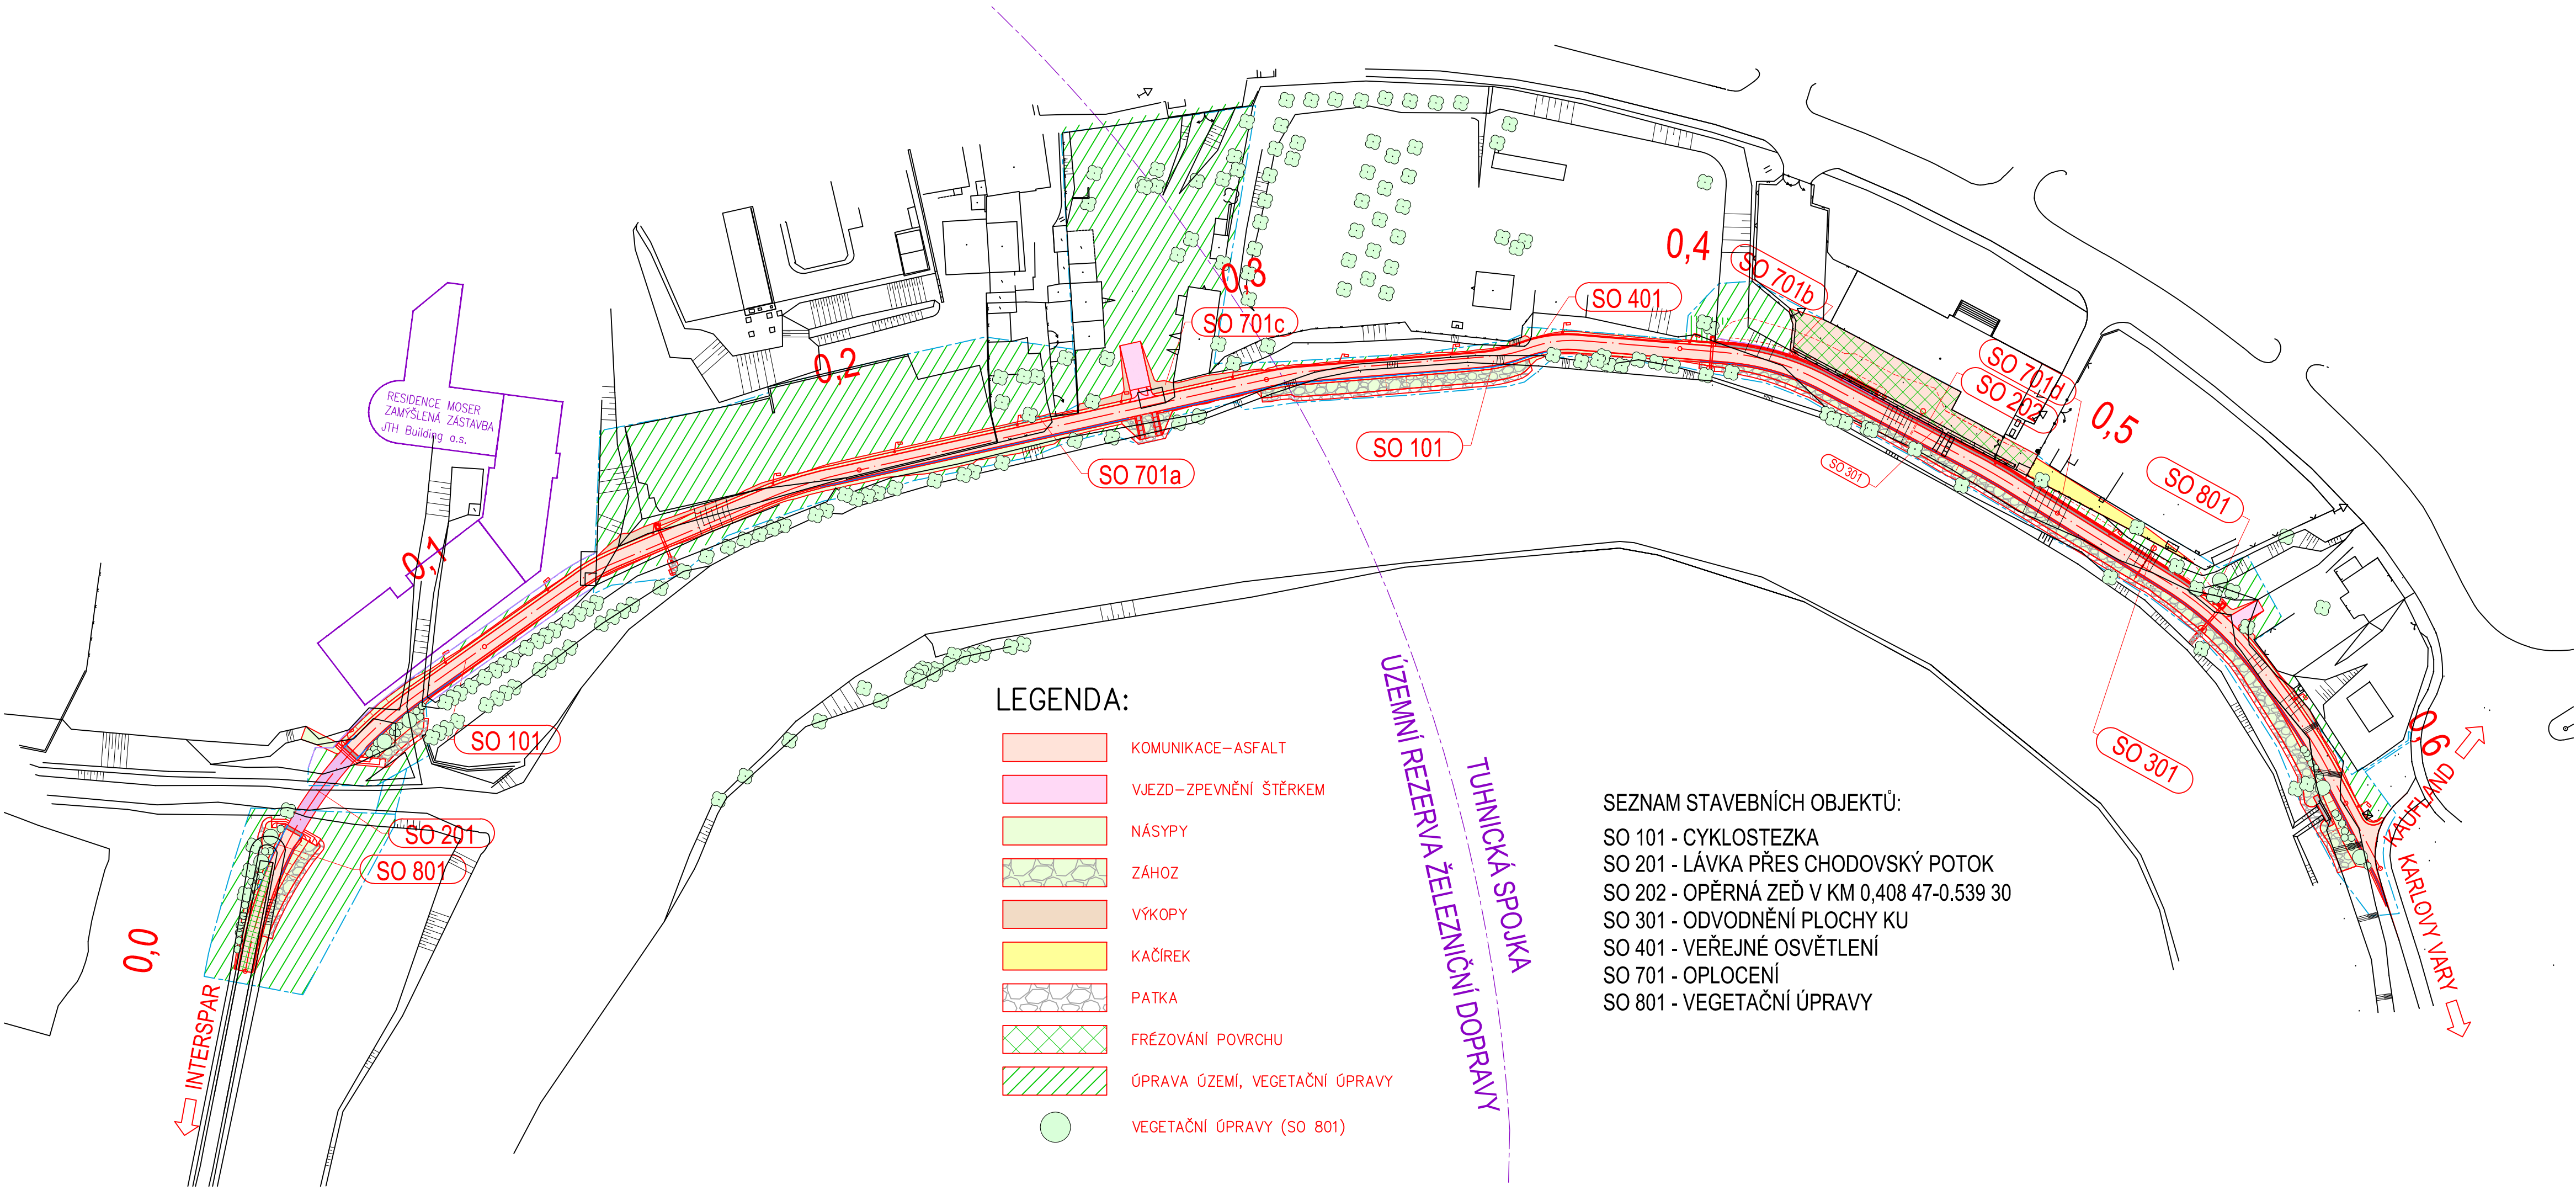 0,3
0,4
SO 701b
SO 401
SO 701c
SO 701d
SO 202
0,2
RESIDENCE MOSER
ZAMÝŠLENÁ ZÁSTAVBA
JTH Building a.s.
0,5
SO 101
SO 701a
SO 301
SO 801
0,1
SO 101
SO 301
0,6
KAUFLAND
KARLOVY VARY
SO 201
SO 801
0,0
INTERSPAR
ÚZEMNÍ REZERVA ŽELEZNIČNÍ DOPRAVY
TUHNICKÁ SPOJKA
LEGENDA:
KOMUNIKACE-ASFALT
VJEZD-ZPEVNĚNÍ ŠTĚRKEM
NÁSYPY
ZÁHOZ
VÝKOPY
KAČÍREK
PATKA
FRÉZOVÁNÍ POVRCHU
ÚPRAVA ÚZEMÍ, VEGETAČNÍ ÚPRAVY
VEGETAČNÍ ÚPRAVY (SO 801)
SEZNAM STAVEBNÍCH OBJEKTŮ:
SO 101 - CYKLOSTEZKA
SO 201 - LÁVKA PŘES CHODOVSKÝ POTOK
SO 202 - OPĚRNÁ ZEĎ V KM 0,408 47-0.539 30
SO 301 - ODVODNĚNÍ PLOCHY KU
SO 401 - VEŘEJNÉ OSVĚTLENÍ
SO 701 - OPLOCENÍ
SO 801 - VEGETAČNÍ ÚPRAVY